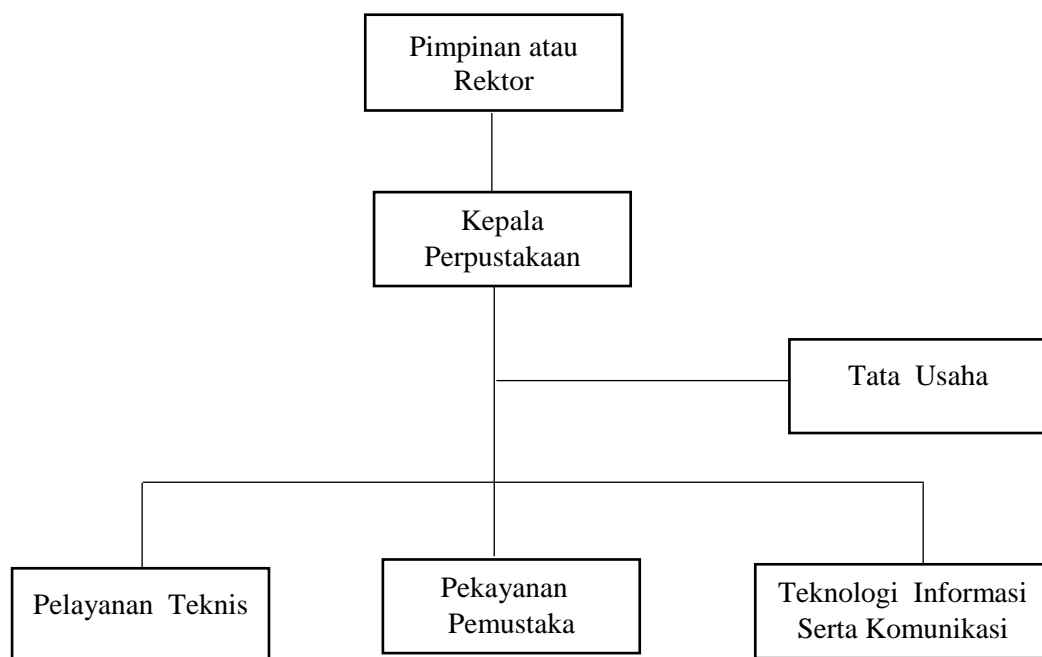 Pimpinan atau
Rektor
Kepala
Perpustakaan
Tata Usaha
Pelayanan Teknis
Pekayanan
Pemustaka
Teknologi Informasi
Serta Komunikasi